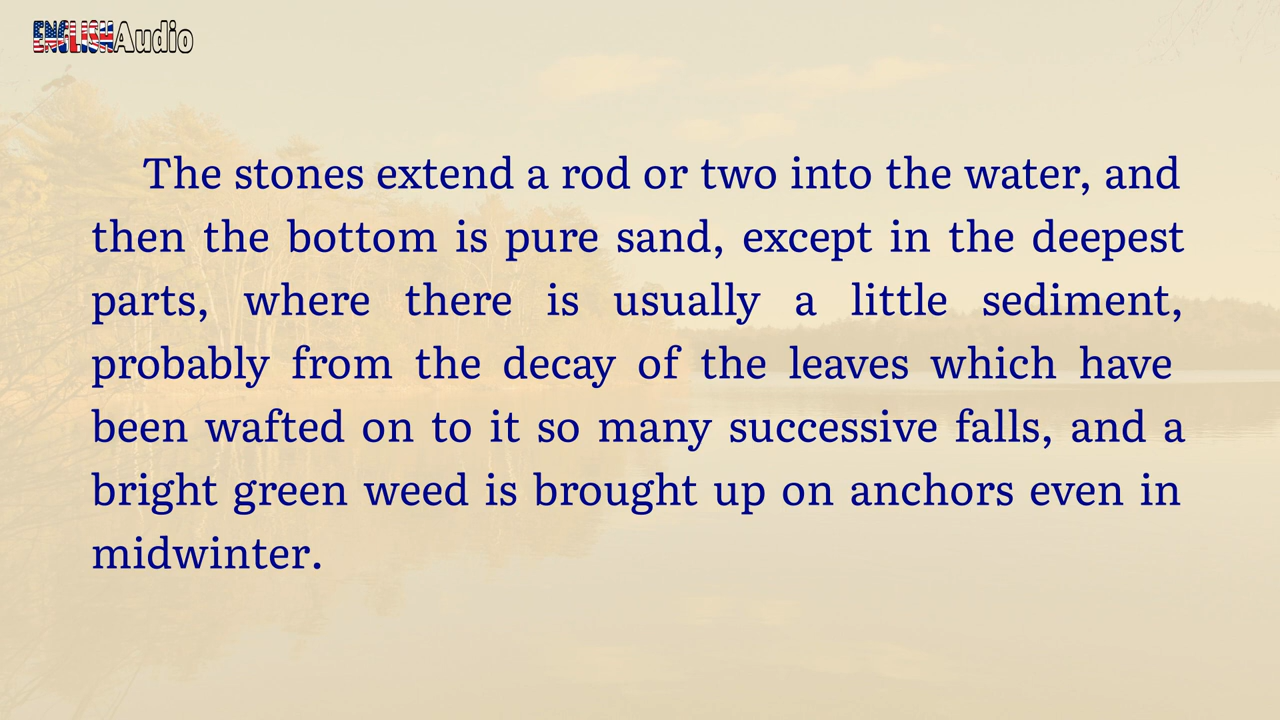 ENGLISHAudio
The stones extend a rod or two into the water, and
then the bottom is pure sand, except in the deepest
parts, where there is usually a little sediment,
probably from the decay of the leaves which have
been wafted on to it so many successive falls, and a
bright green weed is brought up on anchors even in
midwinter.